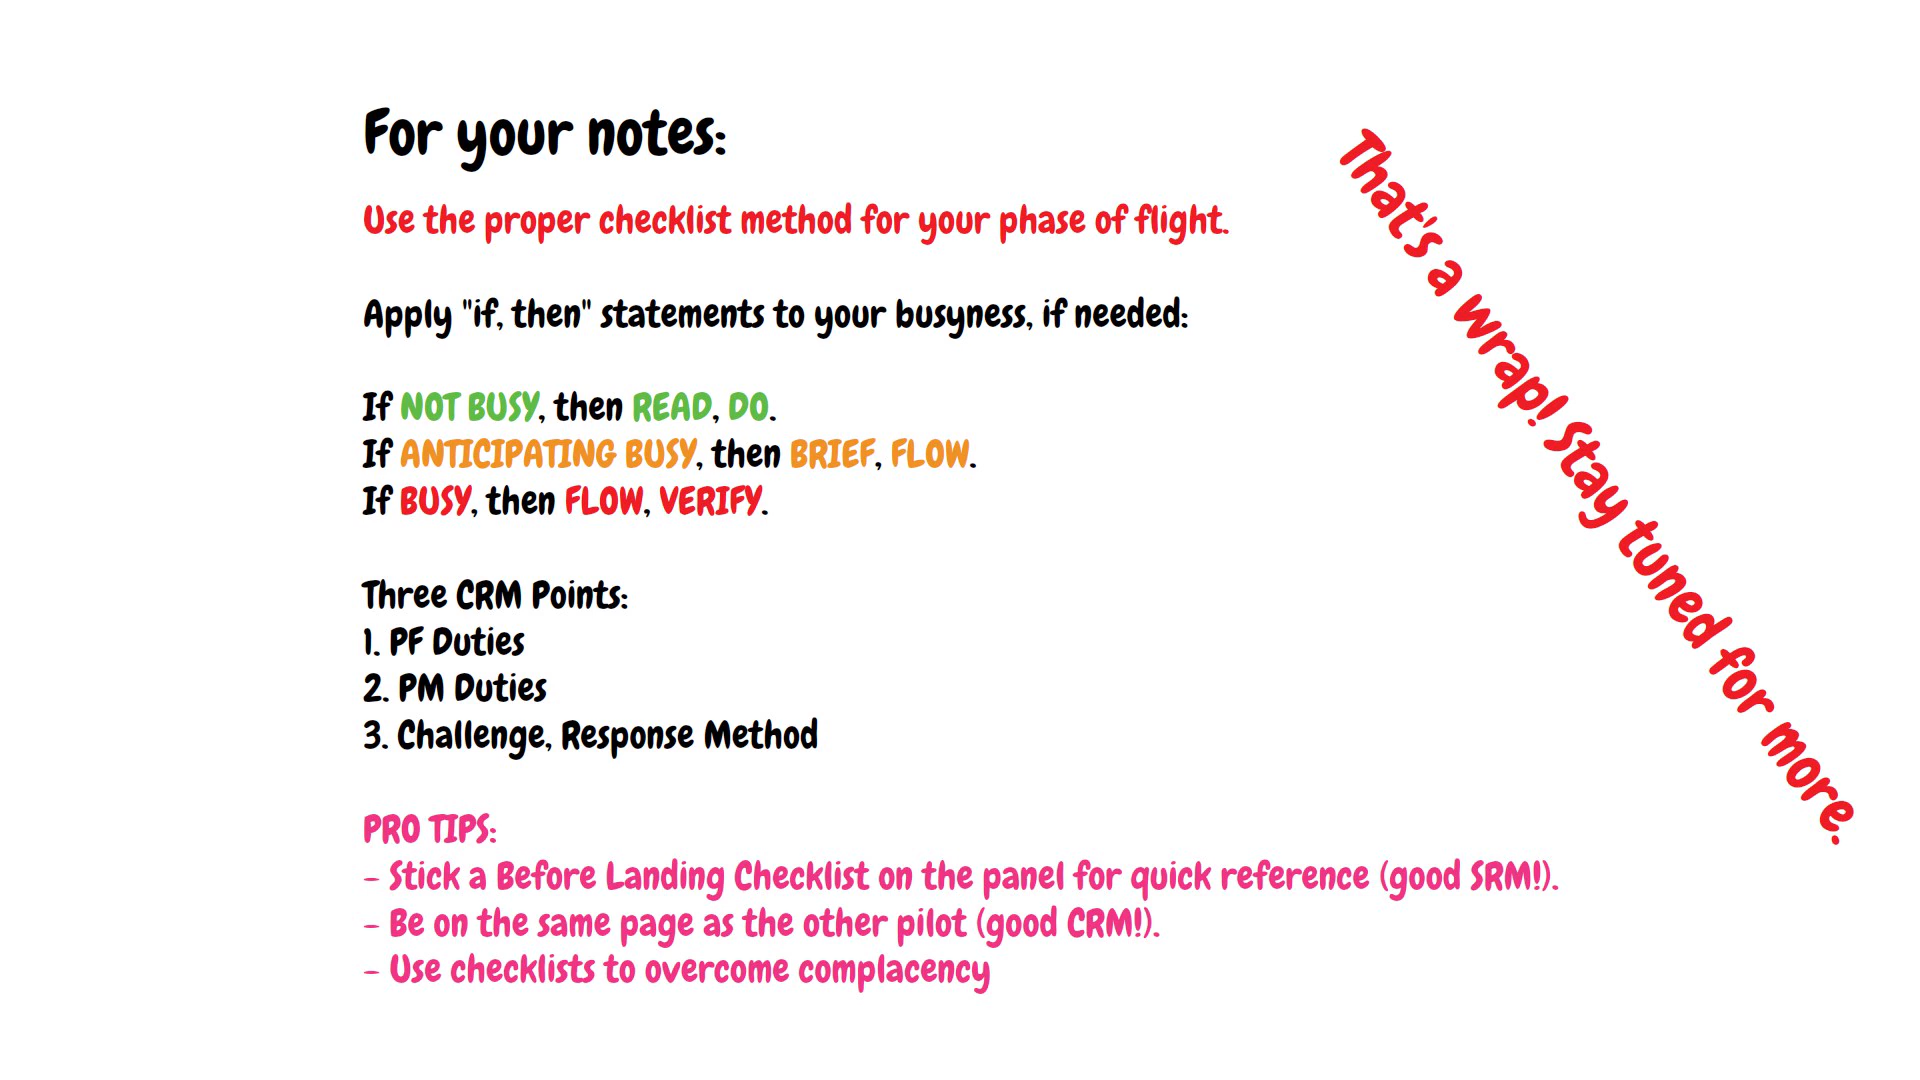 For your notes:
Use the proper checklist method for your phase of flight.
Apply "if, then" statements to your busyness, if needed:
If NOT BUSY, then READ, DO.
If ANTICIPATING BUSY, then BRIEF, FLOW.
If BUSY, then FLOW, VERIFY.
Three CRM Points:
1. PF Duties
2. PM Duties
3. Challenge, Response Method
PRO TIPS:
- Stick a Before Landing Checklist on the panel for quick reference (good SRM!).
- Be on the same page as the other pilot (good CRM!).
- Use checklists to overcome complacency
That's a wrap! Stay tuned for more.